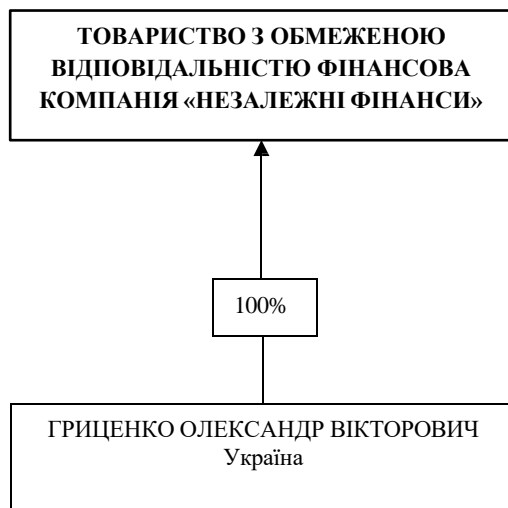 ТОВАРИСТВО З ОБМЕЖЕНОЮ
ВІДПОВІДАЛЬНІСТЮ ФІНАНСОВА
КОМПАНІЯ «НЕЗАЛЕЖНІ ФІНАНСИ»
100%
ГРИЦЕНКО ОЛЕКСАНДР ВІКТОРОВИЧ
Україна